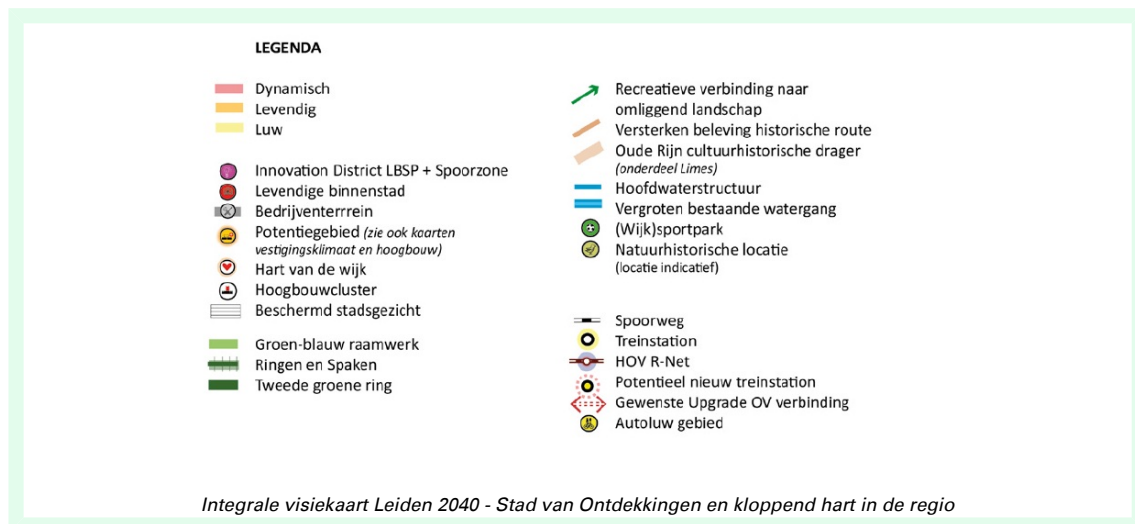 LEGENDA
Dynamisch
Levendig
Luw
Innovation District LBSP + Spoorzone
Levendige binnenstad
Bedrijventerrrein
Potentiegebied (zie ook kaarten
vestigingsklimaat en hoogbouw)
Hart van de wijk
Hoogbouwcluster
Beschermd stadsgezicht
Groen-blauw raamwerk
Ringen en Spaken
Tweede groene ring
Recreatieve verbinding naar
omliggend landschap
Versterken beleving historische route
Oude Rijn cultuurhistorische drager
(onderdeel Limes)
Hoofdwaterstructuur
Vergroten bestaande watergang
(Wijk)sportpark
Natuurhistorische locatie
(locatie indicatief)
Spoorweg
Treinstation
HOV R-Net
Potentieel nieuw treinstation
Gewenste Upgrade OV verbinding
Autoluw gebied
Integrale visiekaart Leiden 2040 - Stad van Ontdekkingen en kloppend hart in de regio